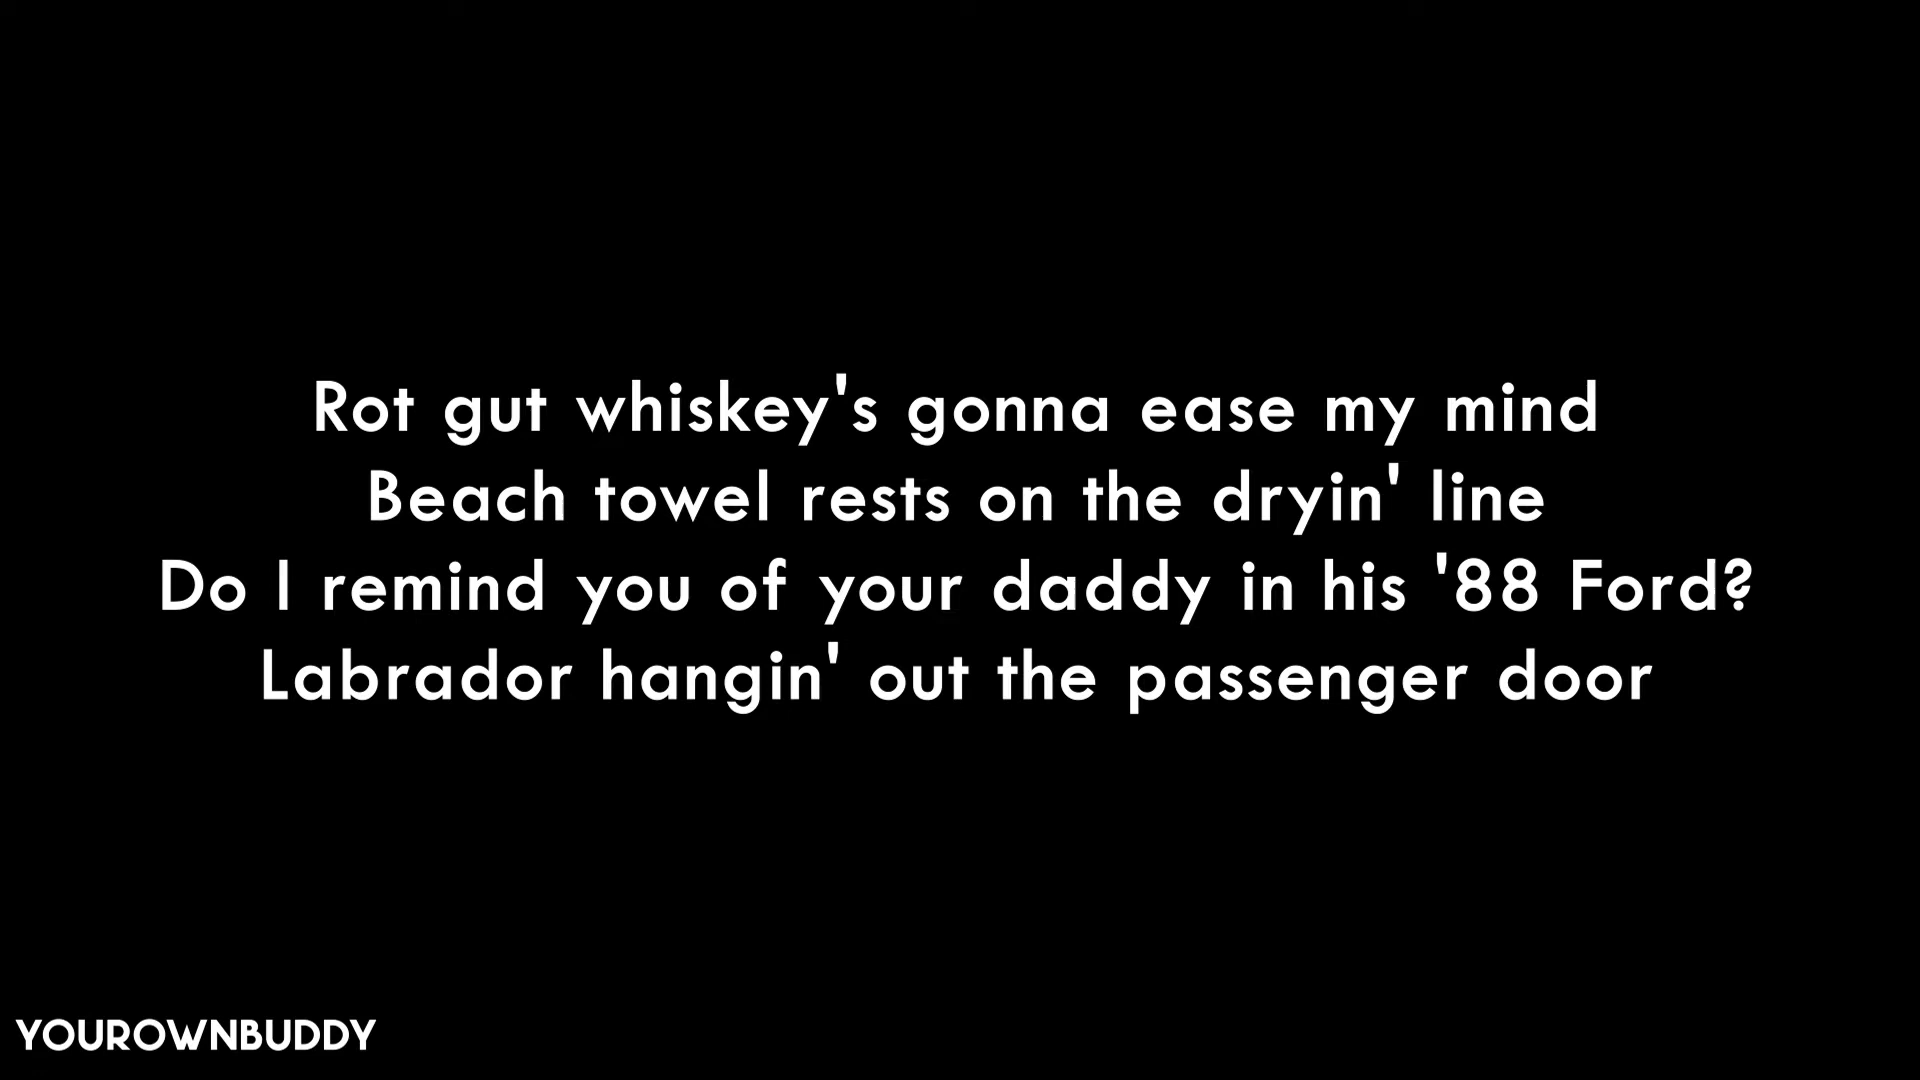 Rot gut whiskey's gonna ease my mind
Beach towel rests on the dryin' line
Do I remind you of your daddy in his '88 Ford?
Labrador hangin' out the passenger door
YOUROWNBUDDY